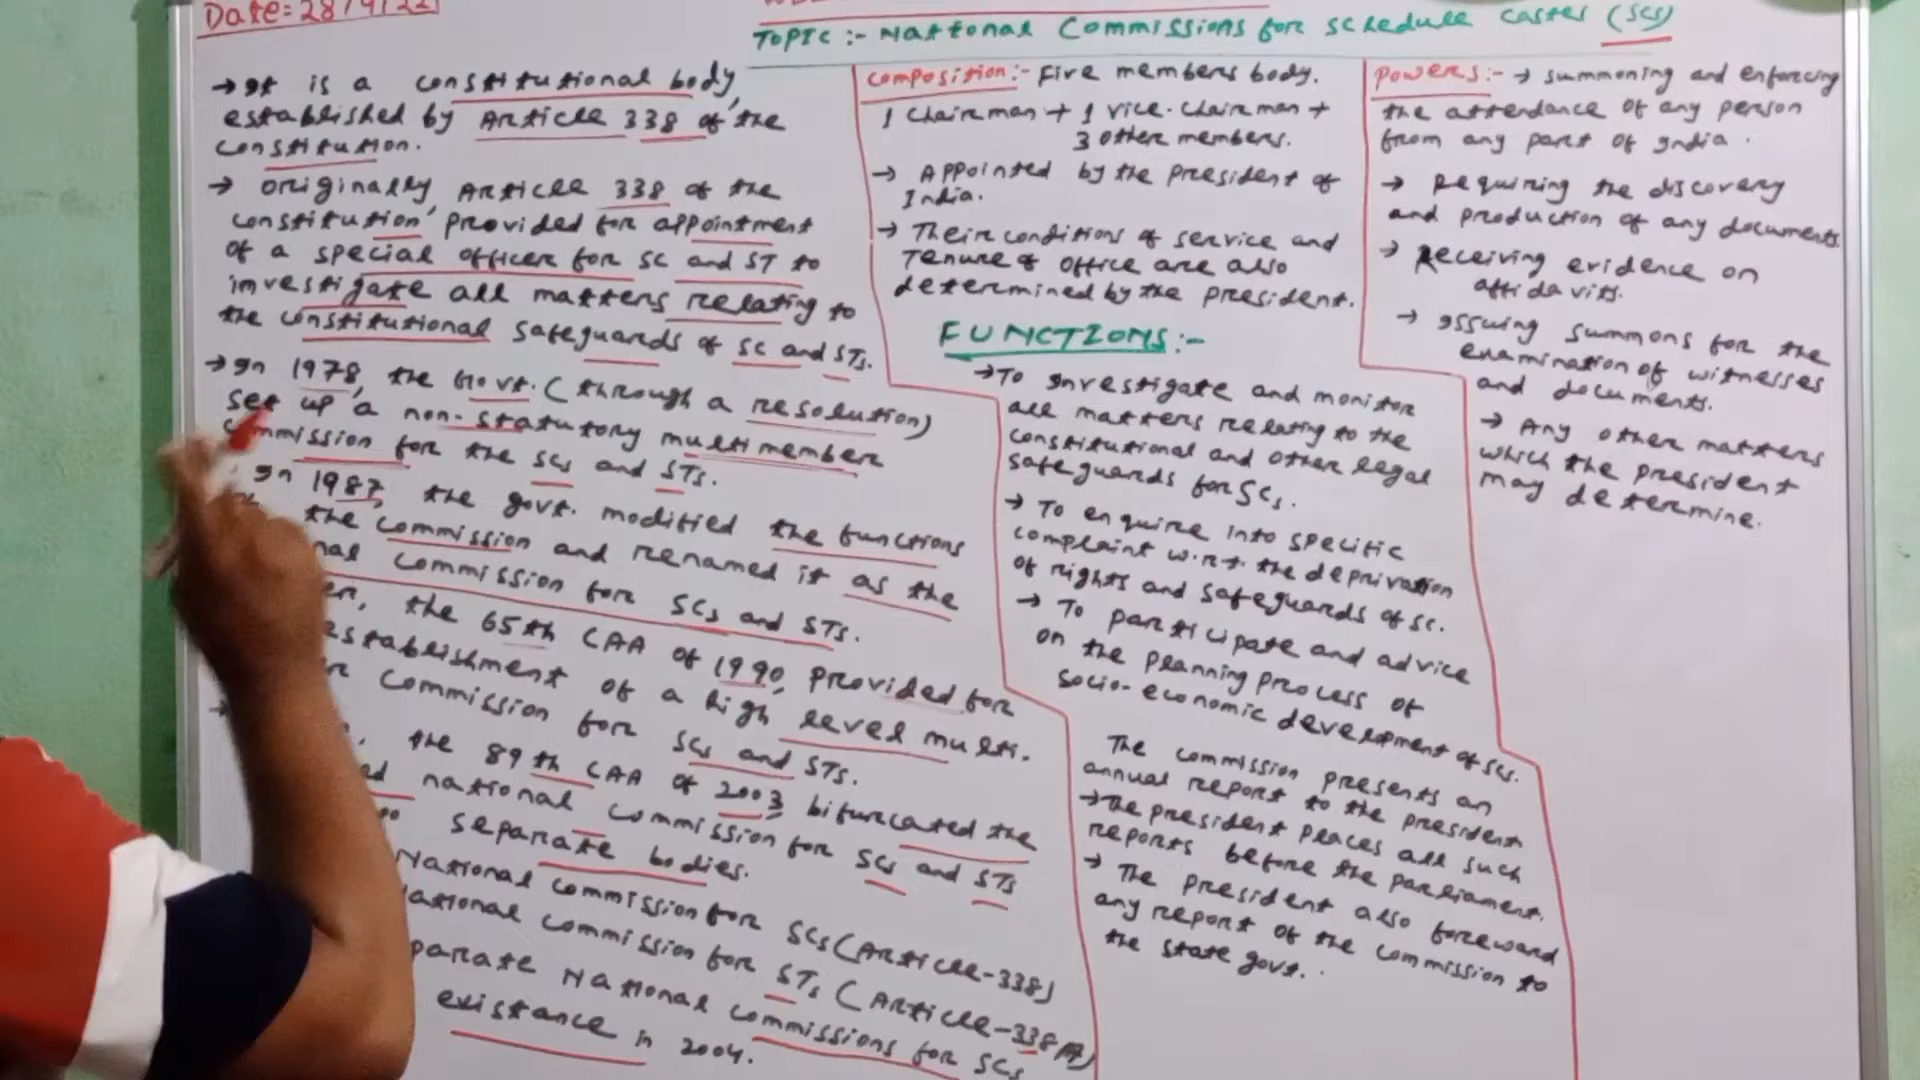 Date:- 28/9/22
TOPIC :- National Commissions for Schedule Castes (SCs)
→ It is a constitutional body,
established by Article 338 of the
constitution.
→ originally Article 338 of the
constitution, provided for appointment
of a special officer for SC and ST to
investigate all matters relating to
the constitutional safeguards of SC and STs.
→ In 1978, the Govt. (through a resolution)
set up a non-statutory multimember
commission for the SCs and STs.
In 1987, the govt. modified the functions
the commission and renamed it as the
nal commission for SCs and STs.
er, the 65th CAA of 1990, provided for
establishment of a high level multi-
commission for SCs and STs.
the 89th CAA of 2003 bifurcated the
ed national commission for SCs and STs
separate bodies.
National commission for SCs (Article-338)
ational commission for STs (Article-338A)
parate National commissions for SCs
existance in 2004.
Composition:- Five members body.
1 Chairman + 1 Vice-Chairman +
3 other members.
→ Appointed by the President of
India.
→ Their conditions of service and
Tenure of office are also
determined by the President.
FUNCTIONS:-
→ To investigate and monitor
all matters relating to the
constitutional and other legal
safeguards for SCs.
→ To enquire into specific
complaint w.r.t. the deprivation
of rights and safeguards of SC.
→ To participate and advice
on the planning process of
socio-economic development of SCs.
The commission presents an
annual report to the president
→ The president places all such
reports before the parliament.
→ The president also foreward
any report of the commission to
the state govt.
Powers:- → summoning and enforcing
the attendance of any person
from any part of India.
→ Requiring the discovery
and production of any documents
→ Receiving evidence on
affidavits.
→ Issuing summons for the
examination of witnesses
and documents.
→ Any other matters
which the president
may determine.